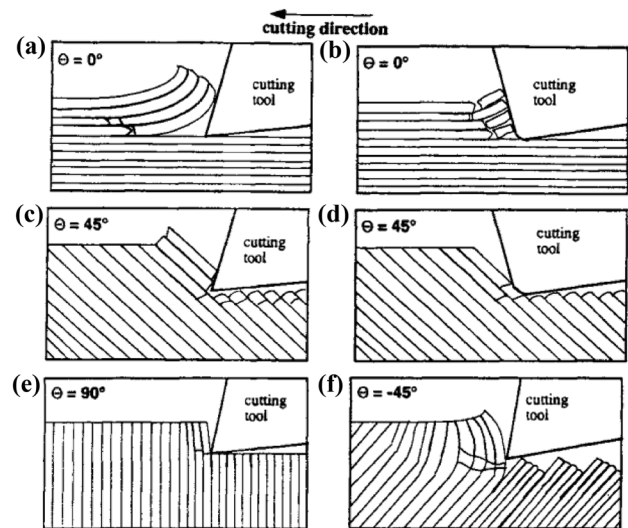 cutting direction
(a) Θ = 0°
cutting
tool
(b) Θ = 0°
cutting
tool
(c) Θ = 45°
cutting
tool
(d) Θ = 45°
cutting
tool
(e) Θ = 90°
cutting
tool
(f) Θ = -45°
cutting
tool